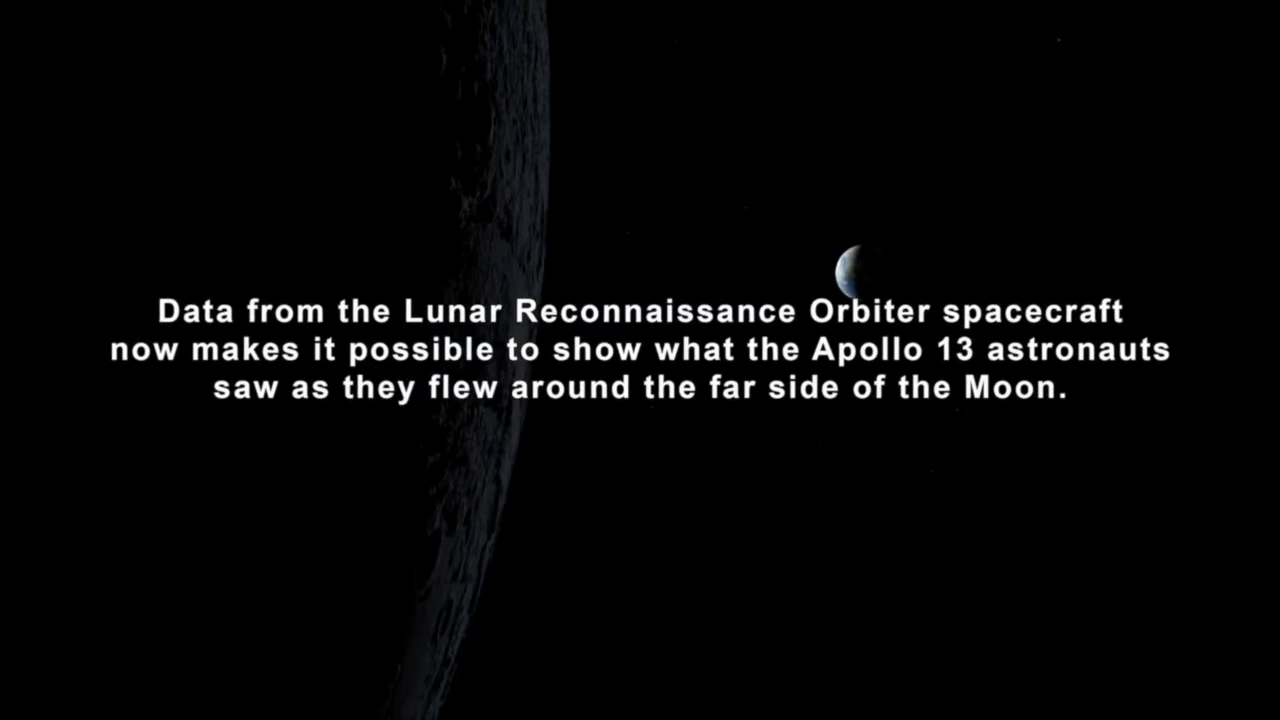 Data from the Lunar Reconnaissance Orbiter spacecraft
now makes it possible to show what the Apollo 13 astronauts
saw as they flew around the far side of the Moon.